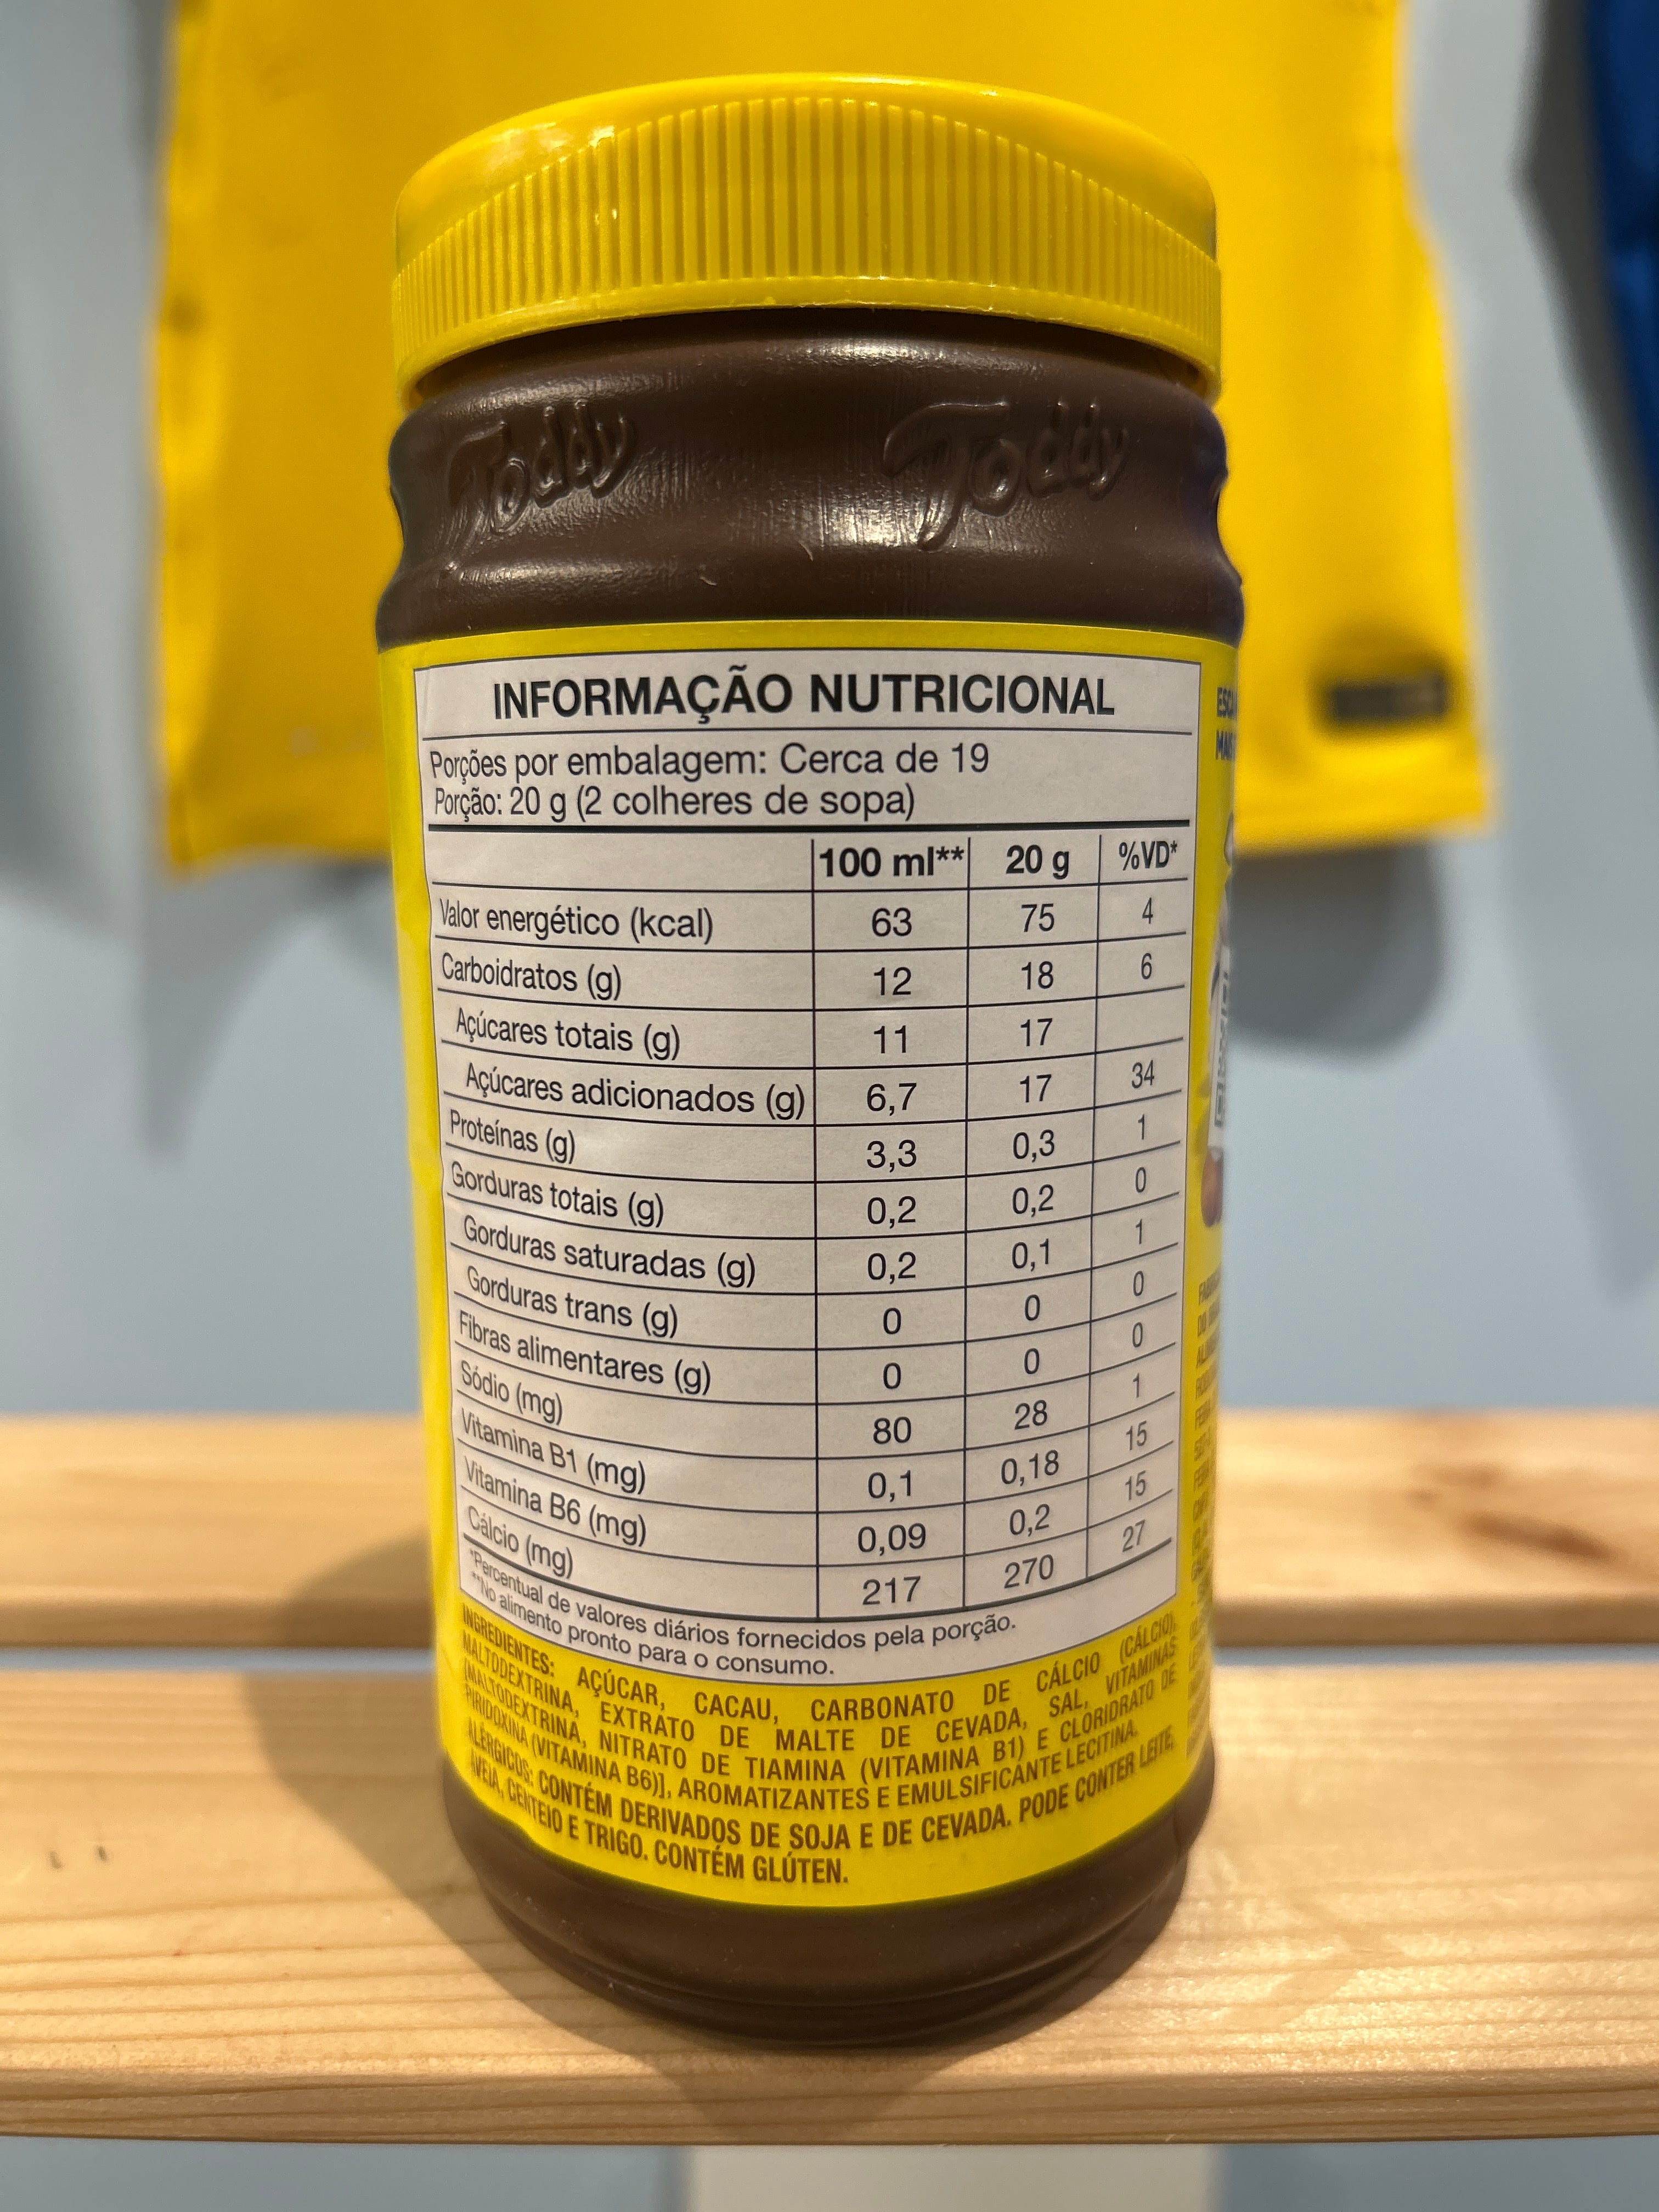 Toddy Toddy
INFORMAÇÃO NUTRICIONAL
Porções por embalagem: Cerca de 19
Porção: 20 g (2 colheres de sopa)
100 ml** 20 g %VD*
Valor energético (kcal) 63 75 4
Carboidratos (g) 12 18 6
Açúcares totais (g) 11 17
Açúcares adicionados (g) 6,7 17 34
Proteínas (g) 3,3 0,3 1
Gorduras totais (g) 0,2 0,2 0
Gorduras saturadas (g) 0,2 0,1 1
Gorduras trans (g) 0 0 0
Fibras alimentares (g) 0 0 0
Sódio (mg) 80 28 1
Vitamina B1 (mg) 0,1 0,18 15
Vitamina B6 (mg) 0,09 0,2 15
Cálcio (mg) 217 270 27
*Percentual de valores diários fornecidos pela porção.
**No alimento pronto para o consumo.
INGREDIENTES: AÇÚCAR, CACAU, CARBONATO DE CÁLCIO (CÁLCIO),
MALTODEXTRINA, EXTRATO DE MALTE DE CEVADA, SAL, VITAMINAS
[MALTODEXTRINA, NITRATO DE TIAMINA (VITAMINA B1) E CLORIDRATO DE
PIRIDOXINA (VITAMINA B6)], AROMATIZANTES E EMULSIFICANTE LECITINA.
ALÉRGICOS: CONTÉM DERIVADOS DE SOJA E DE CEVADA. PODE CONTER LEITE,
AVEIA, CENTEIO E TRIGO. CONTÉM GLÚTEN.